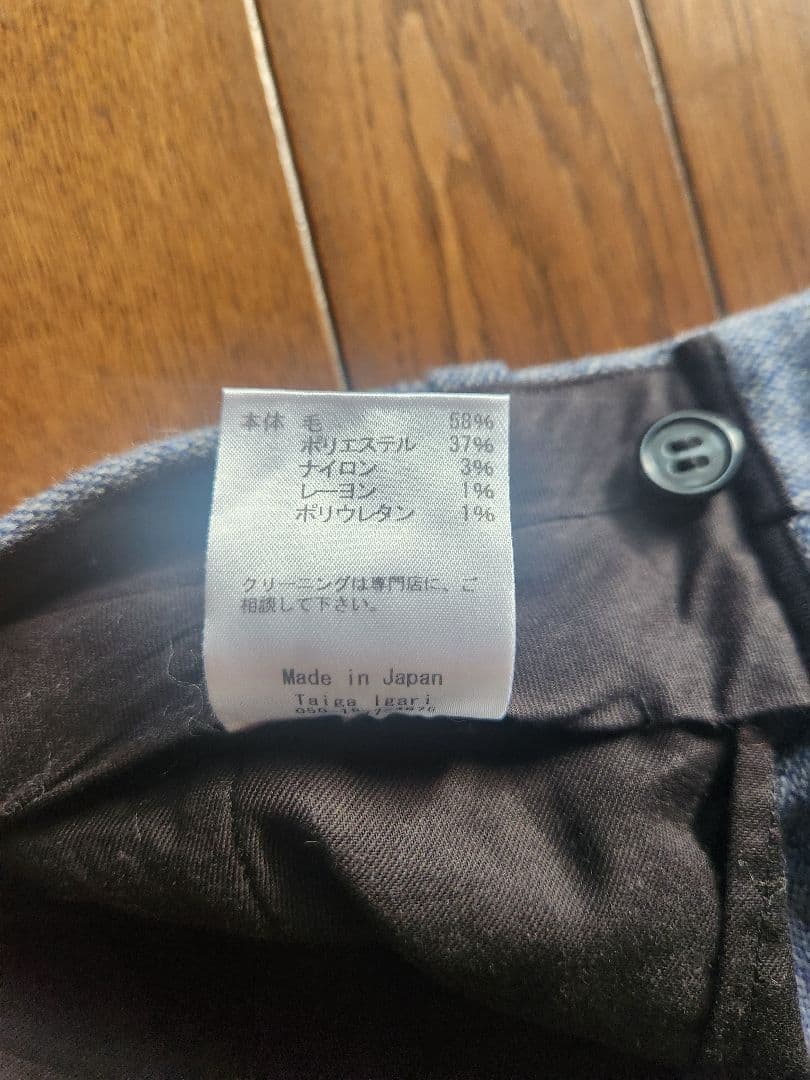 本体 毛 58%
ポリエステル 37%
ナイロン 3%
レーヨン 1%
ポリウレタン 1%
クリーニングは専門店に、ご
相談して下さい。
Made in Japan
Taiga Igari